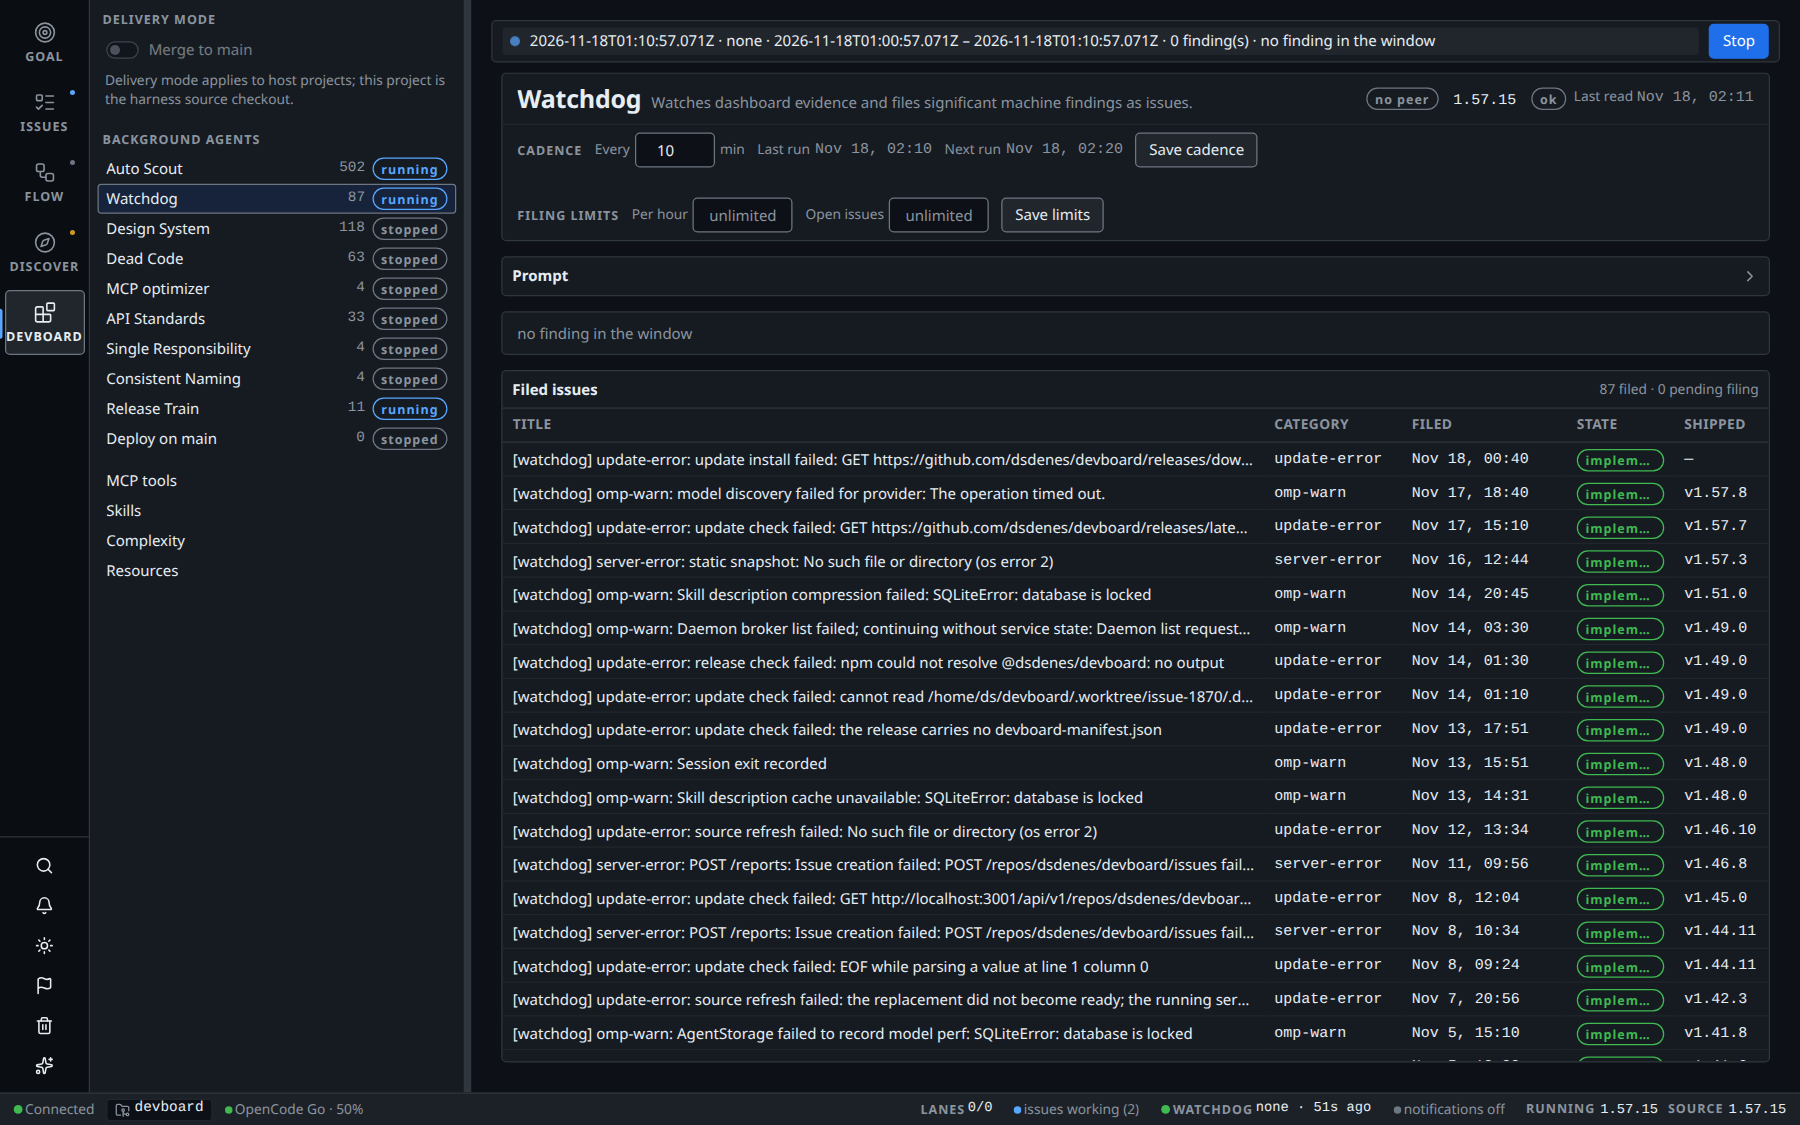 GOAL
ISSUES
FLOW
DISCOVER
DEVBOARD
DELIVERY MODE
Merge to main
Delivery mode applies to host projects; this project is
the harness source checkout.
BACKGROUND AGENTS
Auto Scout 502 running
Watchdog 87 running
Design System 118 stopped
Dead Code 63 stopped
MCP optimizer 4 stopped
API Standards 33 stopped
Single Responsibility 4 stopped
Consistent Naming 4 stopped
Release Train 11 running
Deploy on main 0 stopped
MCP tools
Skills
Complexity
Resources
2026-11-18T01:10:57.071Z · none · 2026-11-18T01:00:57.071Z – 2026-11-18T01:10:57.071Z · 0 finding(s) · no finding in the window Stop
Watchdog Watches dashboard evidence and files significant machine findings as issues. no peer 1.57.15 ok Last read Nov 18, 02:11
CADENCE Every 10 min Last run Nov 18, 02:10 Next run Nov 18, 02:20 Save cadence
FILING LIMITS Per hour unlimited Open issues unlimited Save limits
Prompt
no finding in the window
Filed issues 87 filed · 0 pending filing
TITLE CATEGORY FILED STATE SHIPPED
[watchdog] update-error: update install failed: GET https://github.com/dsdenes/devboard/releases/dow... update-error Nov 18, 00:40 implem... —
[watchdog] omp-warn: model discovery failed for provider: The operation timed out. omp-warn Nov 17, 18:40 implem... v1.57.8
[watchdog] update-error: update check failed: GET https://github.com/dsdenes/devboard/releases/late... update-error Nov 17, 15:10 implem... v1.57.7
[watchdog] server-error: static snapshot: No such file or directory (os error 2) server-error Nov 16, 12:44 implem... v1.57.3
[watchdog] omp-warn: Skill description compression failed: SQLiteError: database is locked omp-warn Nov 14, 20:45 implem... v1.51.0
[watchdog] omp-warn: Daemon broker list failed; continuing without service state: Daemon list request... omp-warn Nov 14, 03:30 implem... v1.49.0
[watchdog] update-error: release check failed: npm could not resolve @dsdenes/devboard: no output update-error Nov 14, 01:30 implem... v1.49.0
[watchdog] update-error: update check failed: cannot read /home/ds/devboard/.worktree/issue-1870/.d... update-error Nov 14, 01:10 implem... v1.49.0
[watchdog] update-error: update check failed: the release carries no devboard-manifest.json update-error Nov 13, 17:51 implem... v1.49.0
[watchdog] omp-warn: Session exit recorded omp-warn Nov 13, 15:51 implem... v1.48.0
[watchdog] omp-warn: Skill description cache unavailable: SQLiteError: database is locked omp-warn Nov 13, 14:31 implem... v1.48.0
[watchdog] update-error: source refresh failed: No such file or directory (os error 2) update-error Nov 12, 13:34 implem... v1.46.10
[watchdog] server-error: POST /reports: Issue creation failed: POST /repos/dsdenes/devboard/issues fail... server-error Nov 11, 09:56 implem... v1.46.8
[watchdog] update-error: update check failed: GET http://localhost:3001/api/v1/repos/dsdenes/devboar... update-error Nov 8, 12:04 implem... v1.45.0
[watchdog] server-error: POST /reports: Issue creation failed: POST /repos/dsdenes/devboard/issues fail... server-error Nov 8, 10:34 implem... v1.44.11
[watchdog] update-error: update check failed: EOF while parsing a value at line 1 column 0 update-error Nov 8, 09:24 implem... v1.44.11
[watchdog] update-error: source refresh failed: the replacement did not become ready; the running ser... update-error Nov 7, 20:56 implem... v1.42.3
[watchdog] omp-warn: AgentStorage failed to record model perf: SQLiteError: database is locked omp-warn Nov 5, 15:10 implem... v1.41.8
Connected devboard OpenCode Go · 50% LANES 0/0 issues working (2) WATCHDOG none · 51s ago notifications off RUNNING 1.57.15 SOURCE 1.57.15